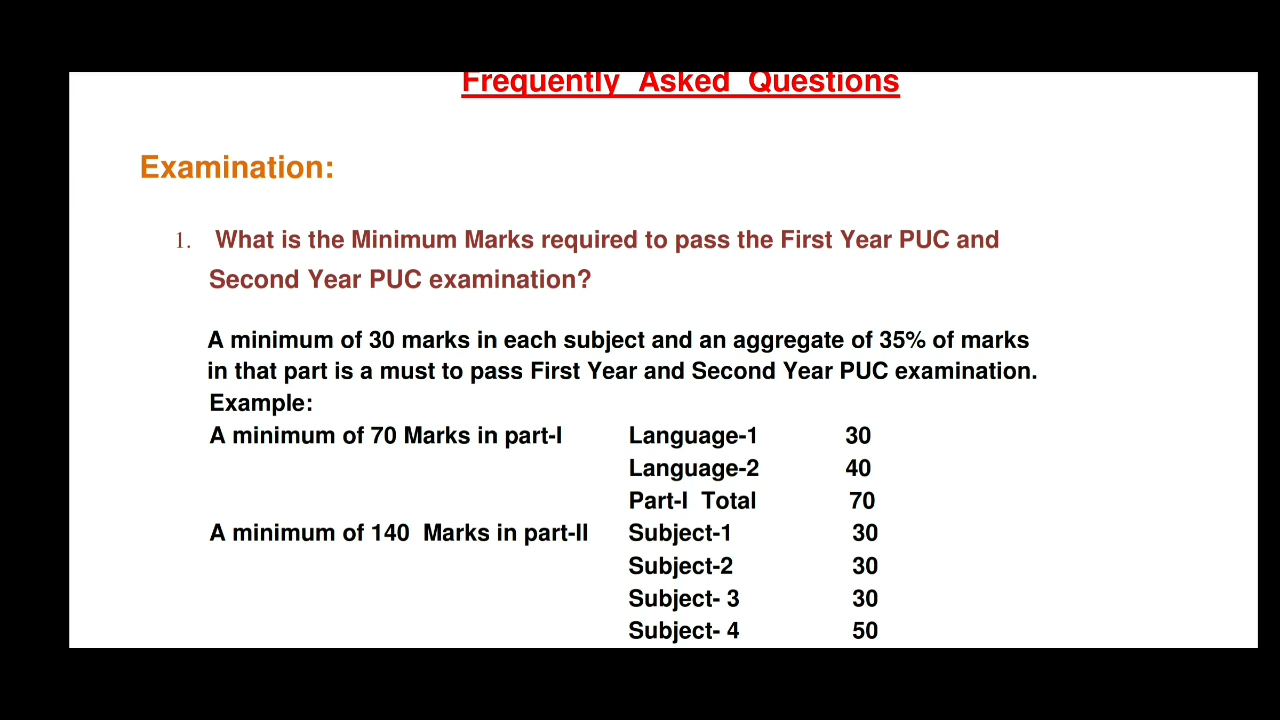 Frequently Asked Questions
Examination:
1. What is the Minimum Marks required to pass the First Year PUC and
Second Year PUC examination?
A minimum of 30 marks in each subject and an aggregate of 35% of marks
in that part is a must to pass First Year and Second Year PUC examination.
Example:
A minimum of 70 Marks in part-I Language-1 30
Language-2 40
Part-I Total 70
A minimum of 140 Marks in part-II Subject-1 30
Subject-2 30
Subject- 3 30
Subject- 4 50